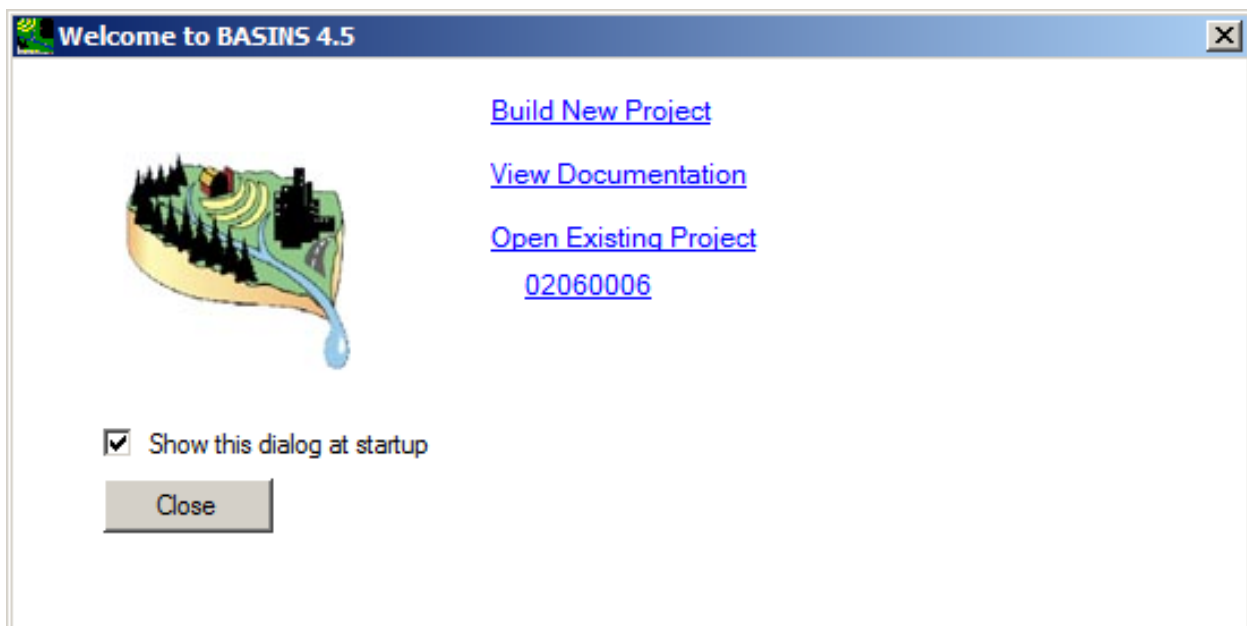 Welcome to BASINS 4.5
Build New Project
View Documentation
Open Existing Project
02060006
Show this dialog at startup
Close